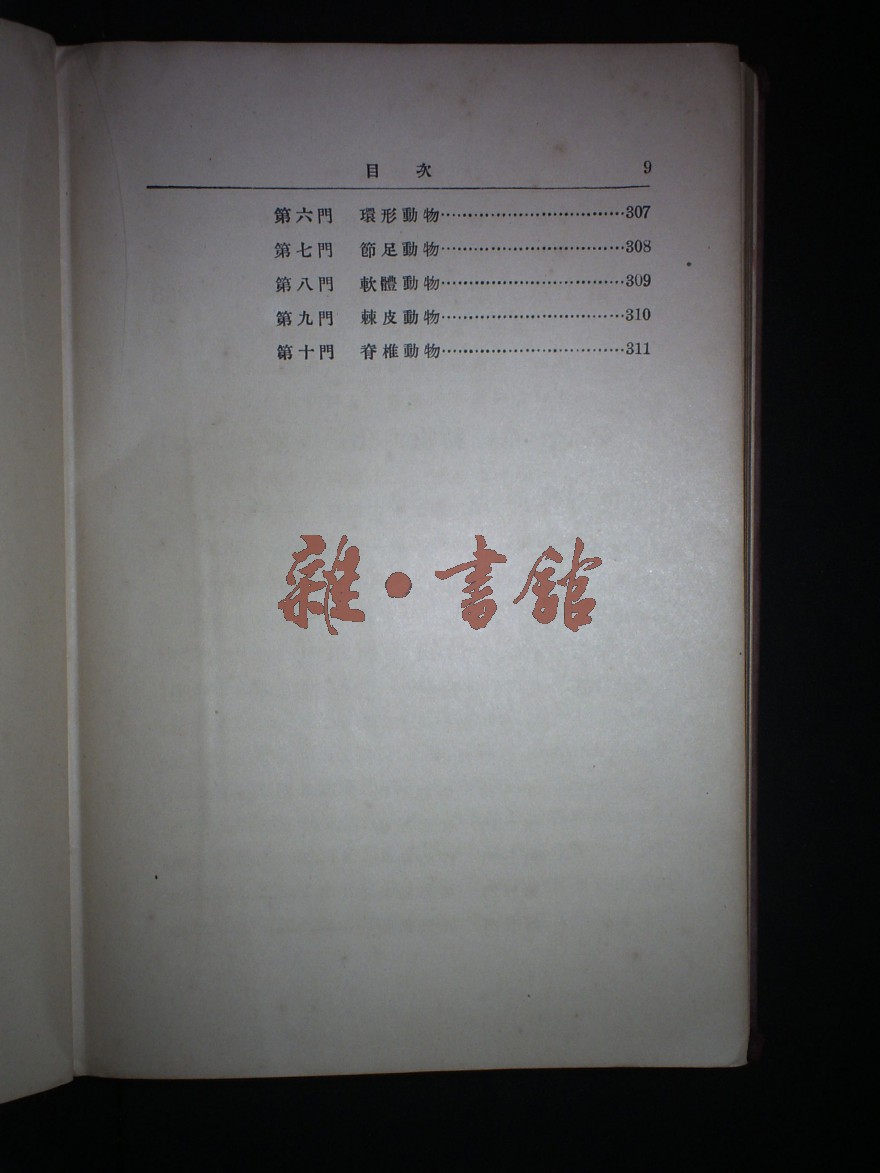 目次 9
第六門 環形動物………………………………307
第七門 節足動物………………………………308
第八門 軟體動物………………………………309
第九門 棘皮動物………………………………310
第十門 脊椎動物………………………………311
雜·書館